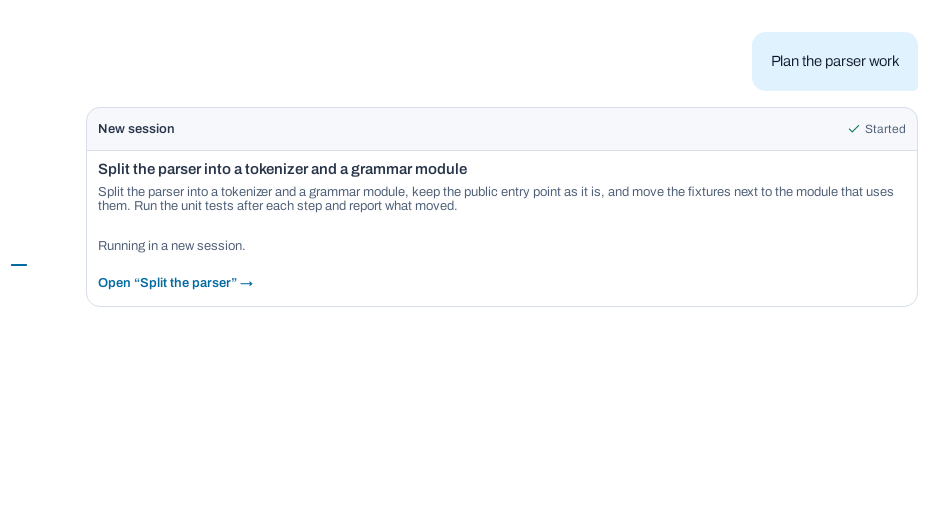 Plan the parser work
New session
Started
Split the parser into a tokenizer and a grammar module
Split the parser into a tokenizer and a grammar module, keep the public entry point as it is, and move the fixtures next to the module that uses
them. Run the unit tests after each step and report what moved.
Running in a new session.
Open “Split the parser” →